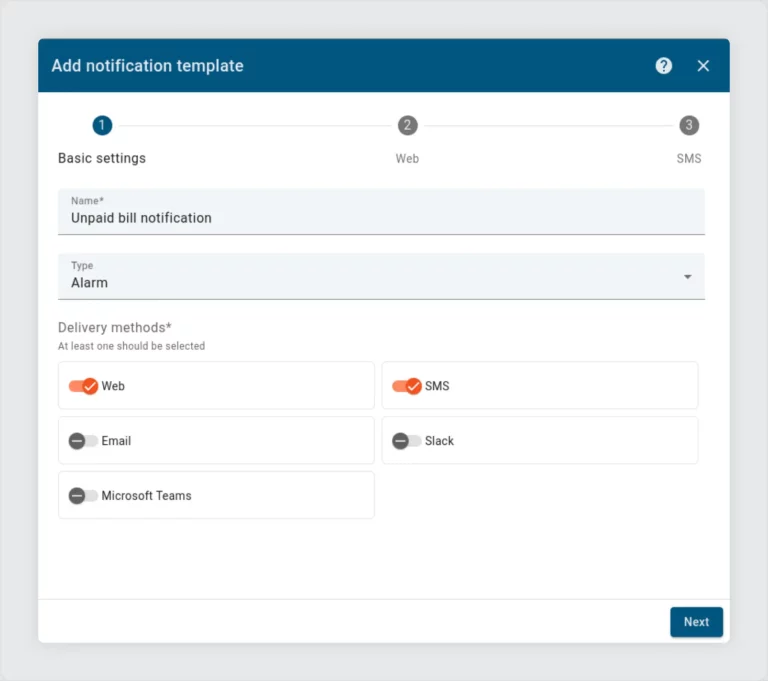 Add notification template
?
1
2
3
Basic settings
Web
SMS
Name*
Unpaid bill notification
Type
Alarm
Delivery methods*
At least one should be selected
Web
SMS
Email
Slack
Microsoft Teams
Next